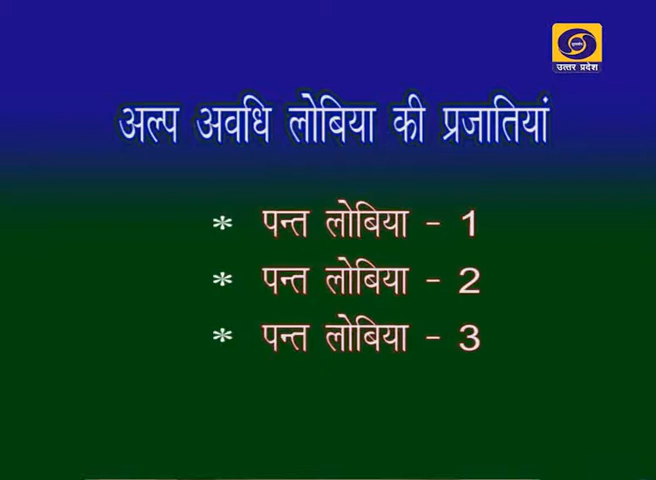 उत्तर प्रदेश
अल्प अवधि लोबिया की प्रजातियां
* पन्त लोबिया - 1
* पन्त लोबिया - 2
* पन्त लोबिया - 3